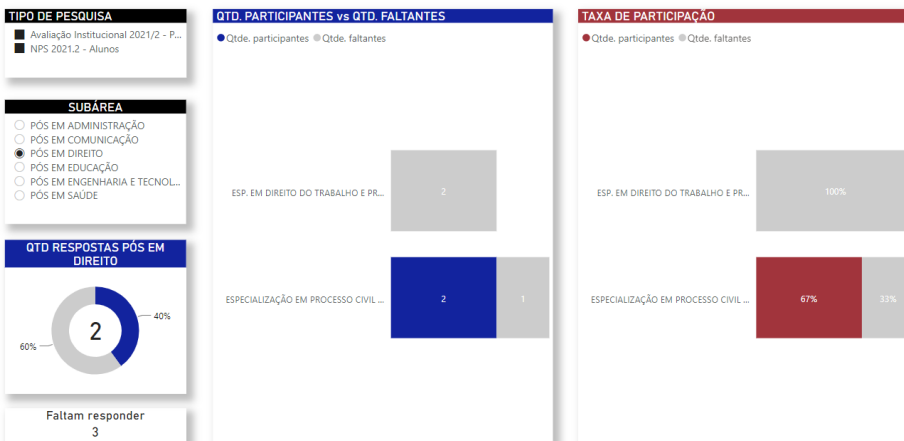 TIPO DE PESQUISA
Avaliação Institucional 2021/2 - P...
NPS 2021.2 - Alunos
SUBÁREA
PÓS EM ADMINISTRAÇÃO
PÓS EM COMUNICAÇÃO
PÓS EM DIREITO
PÓS EM EDUCAÇÃO
PÓS EM ENGENHARIA E TECNOL...
PÓS EM SAÚDE
QTD RESPOSTAS PÓS EM
DIREITO
40%
2
60%
Faltam responder
3
QTD. PARTICIPANTES vs QTD. FALTANTES
Qtde. participantes Qtde. faltantes
ESP. EM DIREITO DO TRABALHO E PR... 2
ESPECIALIZAÇÃO EM PROCESSO CIVIL ... 2 1
TAXA DE PARTICIPAÇÃO
Qtde. participantes Qtde. faltantes
ESP. EM DIREITO DO TRABALHO E PR... 100%
ESPECIALIZAÇÃO EM PROCESSO CIVIL ... 67% 33%